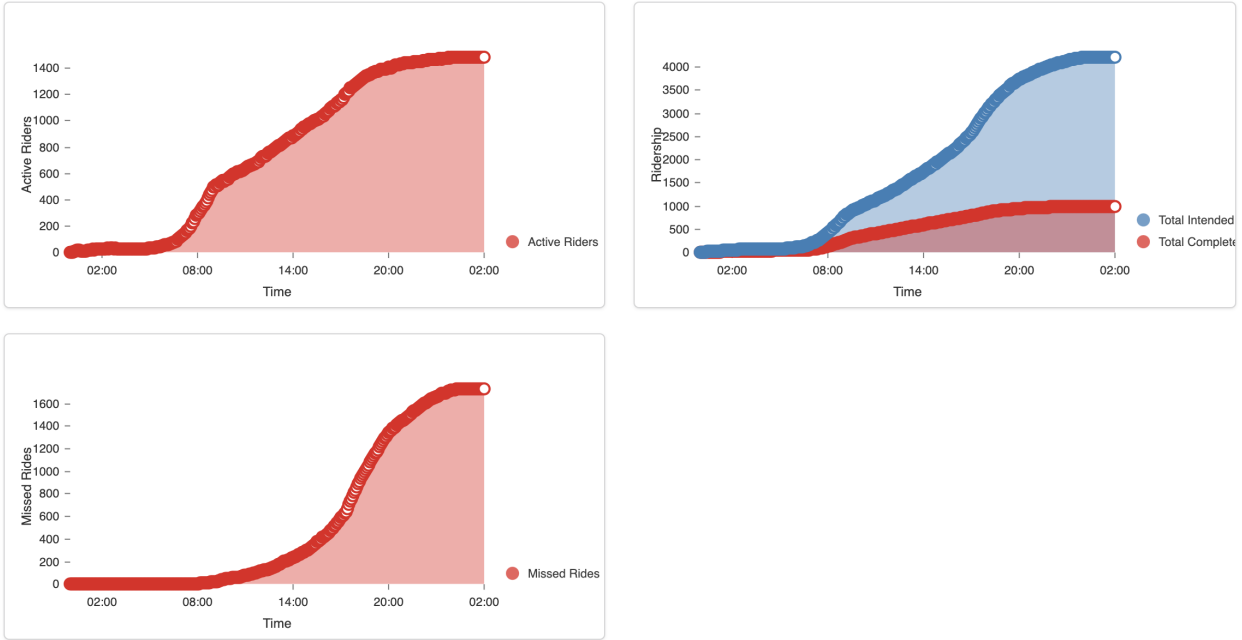 Active Riders
1400
1200
1000
800
600
400
200
0
02:00 08:00 14:00 20:00 02:00
Time
Active Riders
Ridership
4000
3500
3000
2500
2000
1500
1000
500
0
02:00 08:00 14:00 20:00 02:00
Time
Total Intended
Total Complete
Missed Rides
1600
1400
1200
1000
800
600
400
200
0
02:00 08:00 14:00 20:00 02:00
Time
Missed Rides